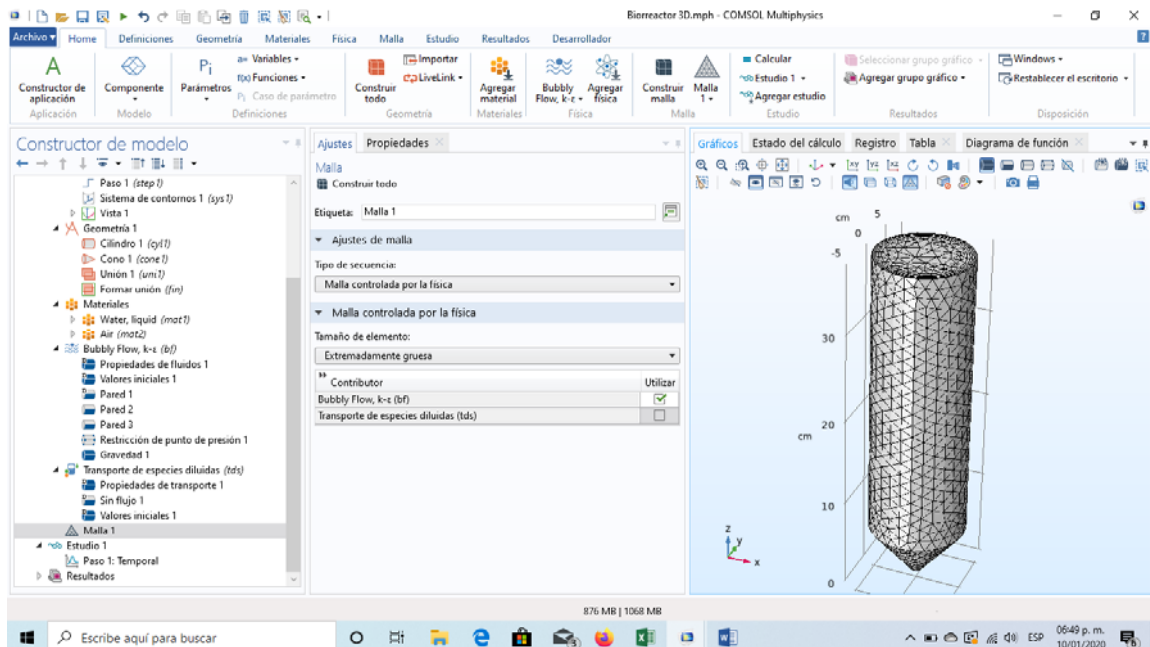 Biorreactor 3D.mph - COMSOL Multiphysics
Archivo Home Definiciones Geometría Materiales Física Malla Estudio Resultados Desarrollador
Constructor de aplicación
Aplicación
Componente
Modelo
Parámetros
a= Variables
f(x) Funciones
Pi Caso de parámetro
Definiciones
Construir todo
Importar
LiveLink
Geometría
Agregar material
Materiales
Bubbly Flow, k-ε
Agregar física
Física
Construir malla
Malla 1
Malla
= Calcular
Estudio 1
Agregar estudio
Estudio
Seleccionar grupo gráfico
Agregar grupo gráfico
Resultados
Windows
Restablecer el escritorio
Disposición
Constructor de modelo
Paso 1 (step1)
Sistema de contornos 1 (sys1)
Vista 1
Geometría 1
Cilindro 1 (cyl1)
Cono 1 (cone1)
Unión 1 (uni1)
Formar unión (fin)
Materiales
Water, liquid (mat1)
Air (mat2)
Bubbly Flow, k-ε (bf)
Propiedades de fluidos 1
Valores iniciales 1
Pared 1
Pared 2
Pared 3
Restricción de punto de presión 1
Gravedad 1
Transporte de especies diluidas (tds)
Propiedades de transporte 1
Sin flujo 1
Valores iniciales 1
Malla 1
Estudio 1
Paso 1: Temporal
Resultados
Ajustes Propiedades
Malla
Construir todo
Etiqueta: Malla 1
Ajustes de malla
Tipo de secuencia:
Malla controlada por la física
Malla controlada por la física
Tamaño de elemento:
Extremadamente gruesa
Contributor Utilizar
Bubbly Flow, k-ε (bf)
Transporte de especies diluidas (tds)
Gráficos Estado del cálculo Registro Tabla Diagrama de función
cm 5
0
-5
30
20
cm
10
0
z
y
x
876 MB | 1068 MB
Escribe aquí para buscar
ESP
06:49 p. m.
10/01/2020